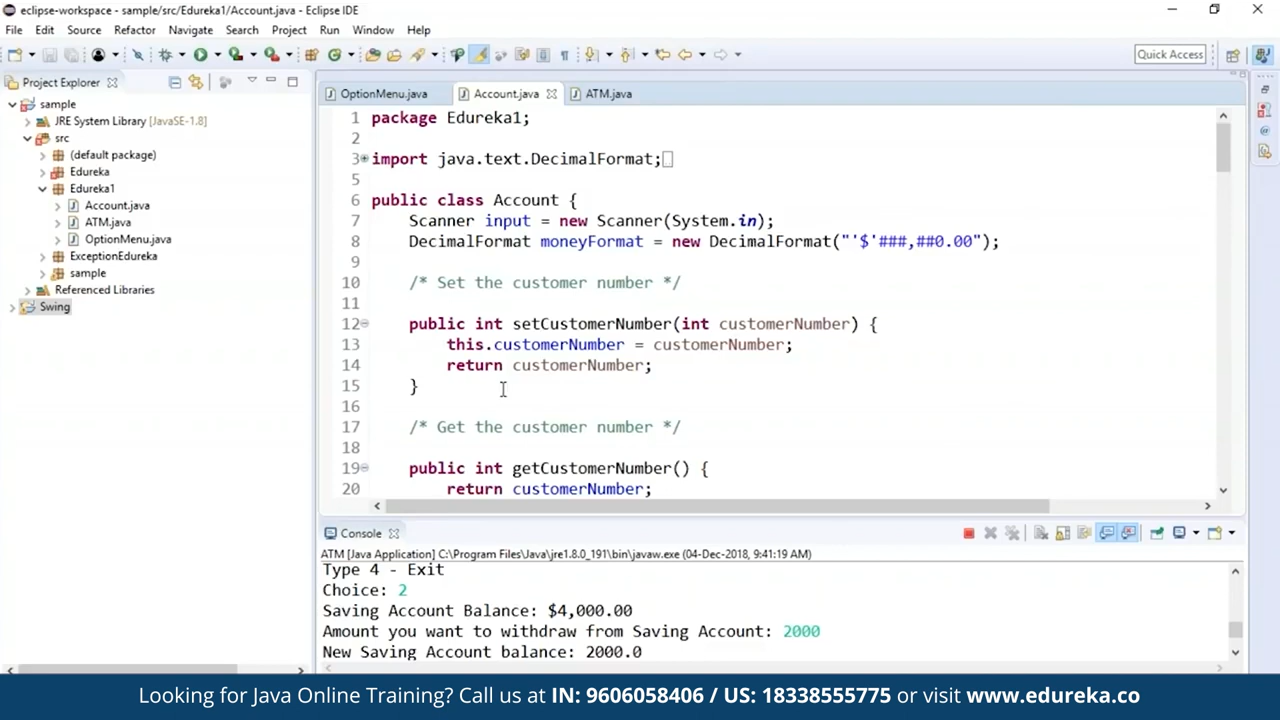 eclipse-workspace - sample/src/Edureka1/Account.java - Eclipse IDE
File Edit Source Refactor Navigate Search Project Run Window Help
Quick Access
Project Explorer
sample
JRE System Library [JavaSE-1.8]
src
(default package)
Edureka
Edureka1
Account.java
ATM.java
OptionMenu.java
ExceptionEdureka
sample
Referenced Libraries
Swing
OptionMenu.java Account.java ATM.java
1 package Edureka1;
2
3 import java.text.DecimalFormat;
5
6 public class Account {
7 Scanner input = new Scanner(System.in);
8 DecimalFormat moneyFormat = new DecimalFormat("'$'###,##0.00");
9
10 /* Set the customer number */
11
12 public int setCustomerNumber(int customerNumber) {
13 this.customerNumber = customerNumber;
14 return customerNumber;
15 }
16
17 /* Get the customer number */
18
19 public int getCustomerNumber() {
20 return customerNumber;
Console
ATM [Java Application] C:\Program Files\Java\jre1.8.0_191\bin\javaw.exe (04-Dec-2018, 9:41:19 AM)
Type 4 - Exit
Choice: 2
Saving Account Balance: $4,000.00
Amount you want to withdraw from Saving Account: 2000
New Saving Account balance: 2000.0
Looking for Java Online Training? Call us at IN: 9606058406 / US: 18338555775 or visit www.edureka.co